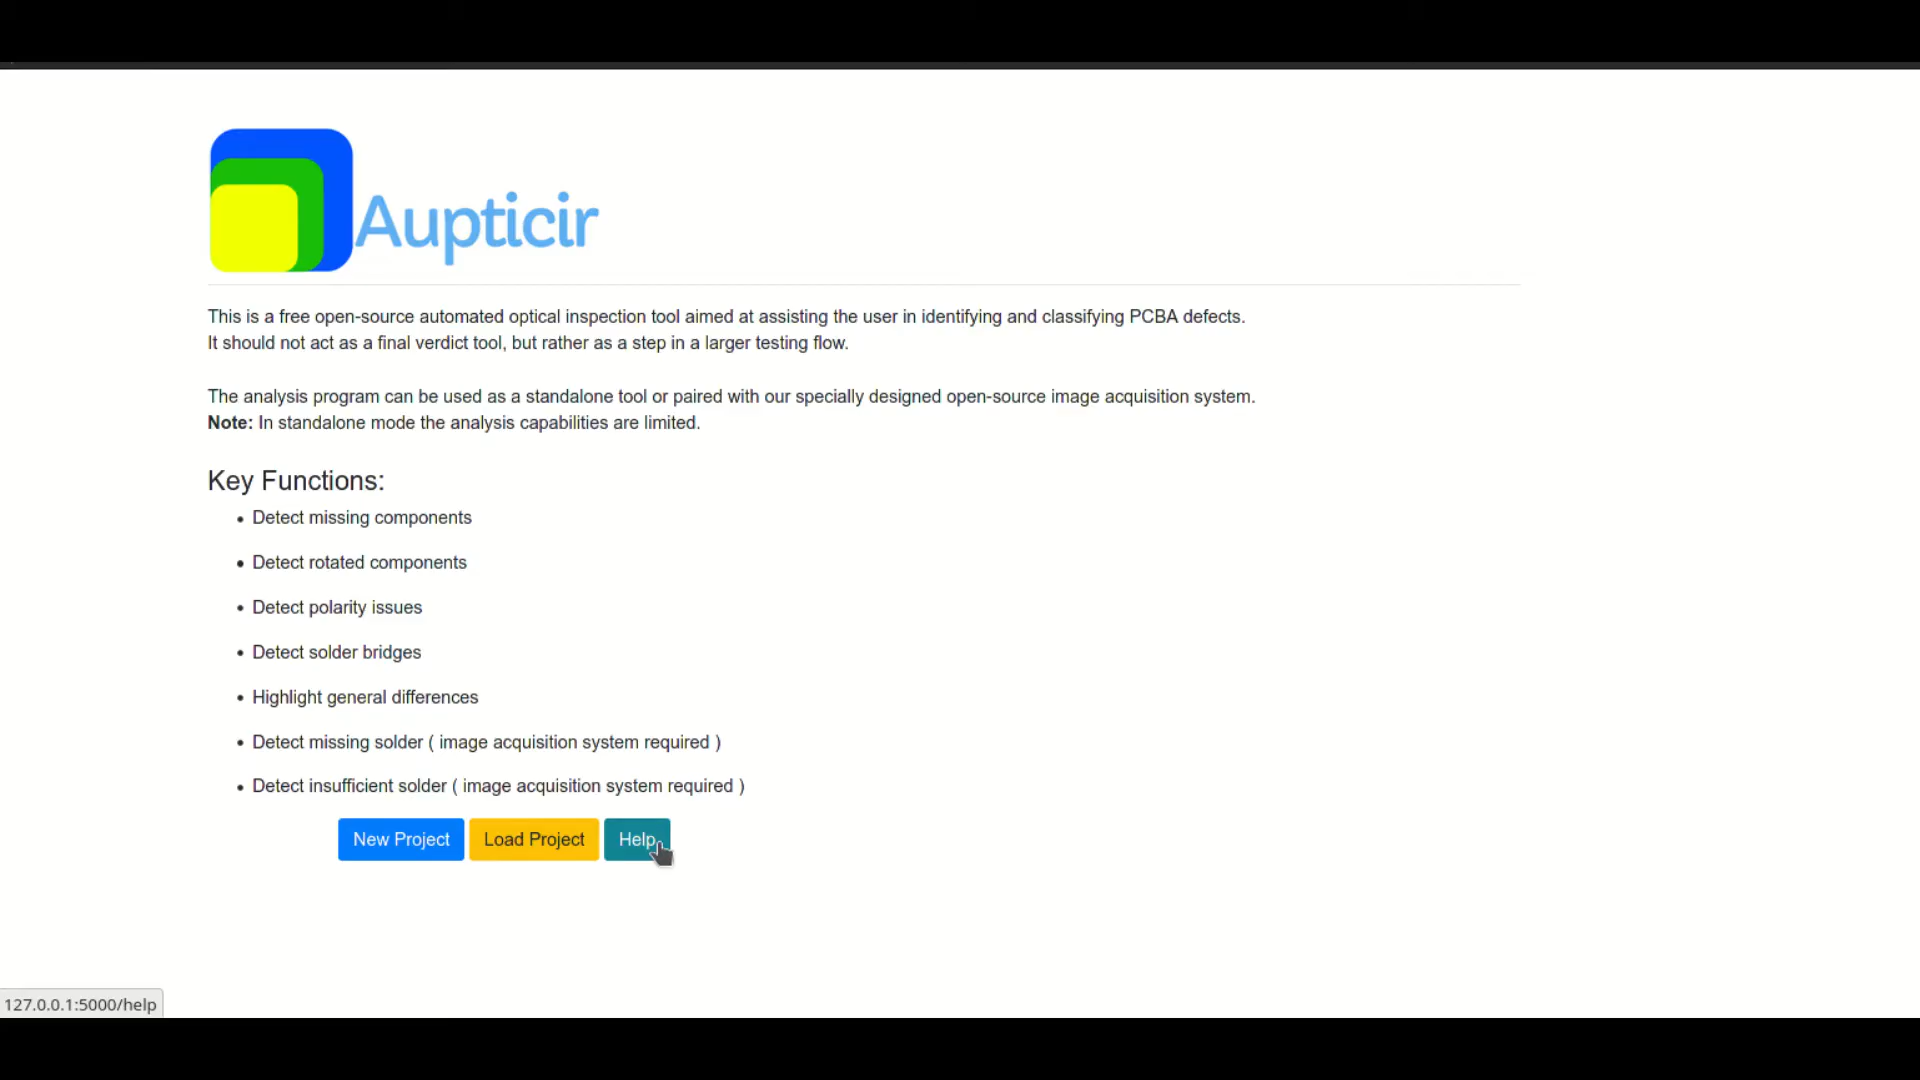 Aupticir
This is a free open-source automated optical inspection tool aimed at assisting the user in identifying and classifying PCBA defects.
It should not act as a final verdict tool, but rather as a step in a larger testing flow.
The analysis program can be used as a standalone tool or paired with our specially designed open-source image acquisition system.
Note: In standalone mode the analysis capabilities are limited.
Key Functions:
• Detect missing components
• Detect rotated components
• Detect polarity issues
• Detect solder bridges
• Highlight general differences
• Detect missing solder ( image acquisition system required )
• Detect insufficient solder ( image acquisition system required )
New Project Load Project Help
127.0.0.1:5000/help